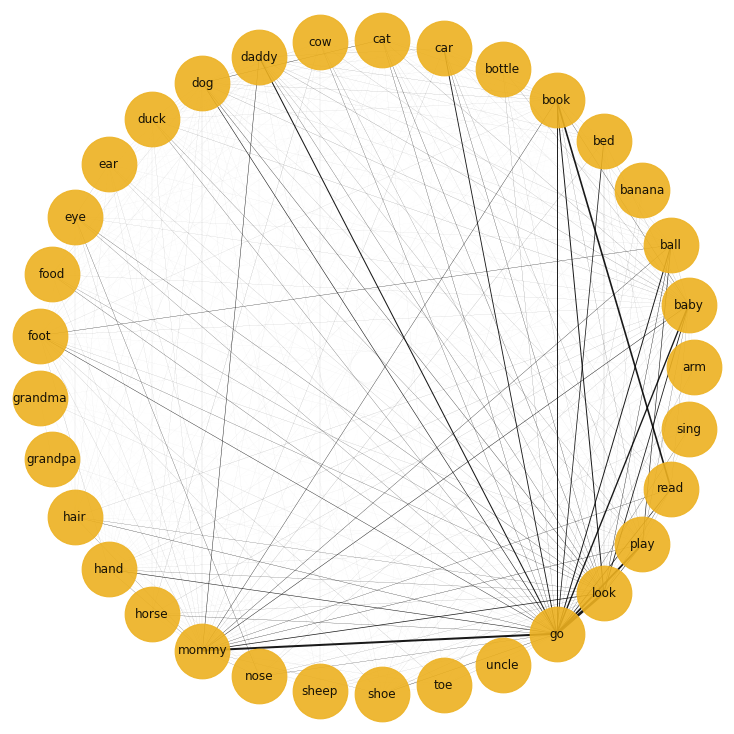 cow
cat
car
daddy
bottle
dog
book
duck
bed
ear
banana
eye
ball
food
baby
foot
arm
grandma
sing
grandpa
read
hair
play
hand
look
horse
go
mommy
uncle
nose
toe
sheep
shoe